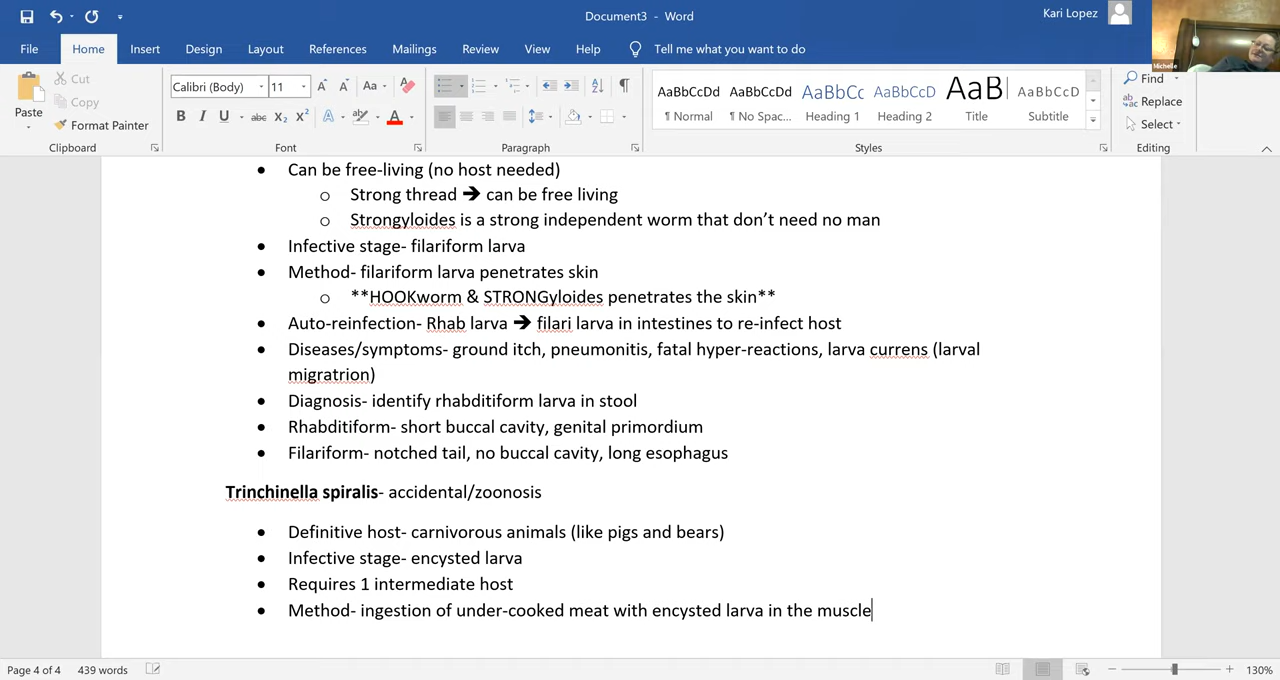 Document3 - Word
Kari Lopez
File Home Insert Design Layout References Mailings Review View Help Tell me what you want to do
Michelle
Paste
Cut
Copy
Format Painter
Clipboard
Calibri (Body) 11
Font
Paragraph
AaBbCcDd AaBbCcDd AaBbCc AaBbCcD AaB AaBbCcD
¶ Normal ¶ No Spac... Heading 1 Heading 2 Title Subtitle
Styles
Find
Replace
Select
Editing
• Can be free-living (no host needed)
o Strong thread ➔ can be free living
o Strongyloides is a strong independent worm that don't need no man
• Infective stage- filariform larva
• Method- filariform larva penetrates skin
o **HOOKworm & STRONGyloides penetrates the skin**
• Auto-reinfection- Rhab larva ➔ filari larva in intestines to re-infect host
• Diseases/symptoms- ground itch, pneumonitis, fatal hyper-reactions, larva currens (larval
migratrion)
• Diagnosis- identify rhabditiform larva in stool
• Rhabditiform- short buccal cavity, genital primordium
• Filariform- notched tail, no buccal cavity, long esophagus
Trinchinella spiralis- accidental/zoonosis
• Definitive host- carnivorous animals (like pigs and bears)
• Infective stage- encysted larva
• Requires 1 intermediate host
• Method- ingestion of under-cooked meat with encysted larva in the muscle
Page 4 of 4 439 words 130%